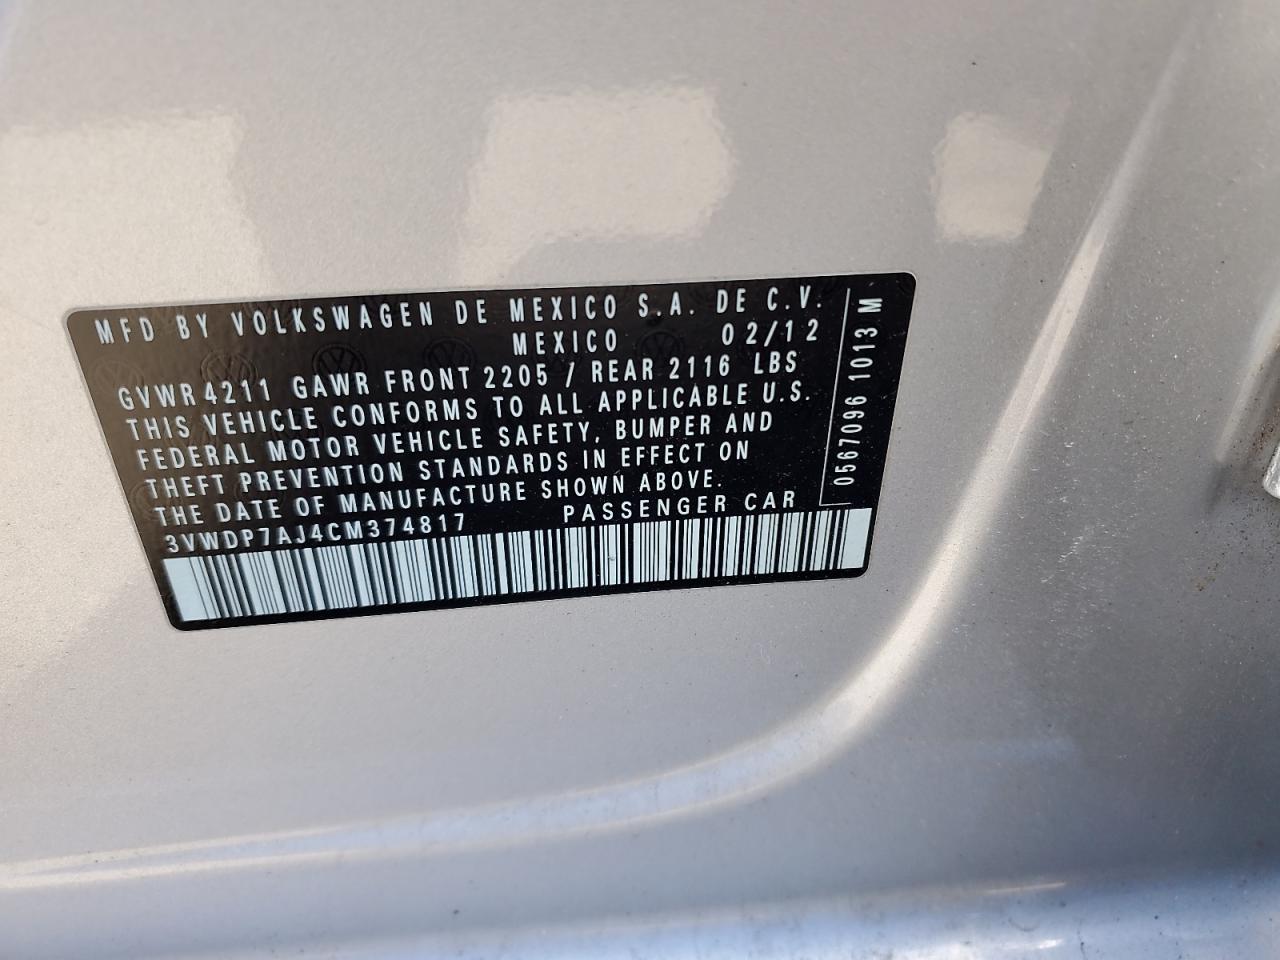 MFD BY VOLKSWAGEN DE MEXICO S.A. DE C.V.
MEXICO 02/12
GVWR 4211 GAWR FRONT 2205 / REAR 2116 LBS
THIS VEHICLE CONFORMS TO ALL APPLICABLE U.S.
FEDERAL MOTOR VEHICLE SAFETY, BUMPER AND
THEFT PREVENTION STANDARDS IN EFFECT ON
THE DATE OF MANUFACTURE SHOWN ABOVE.
3VWDP7AJ4CM374817 PASSENGER CAR
0567096 1013 M